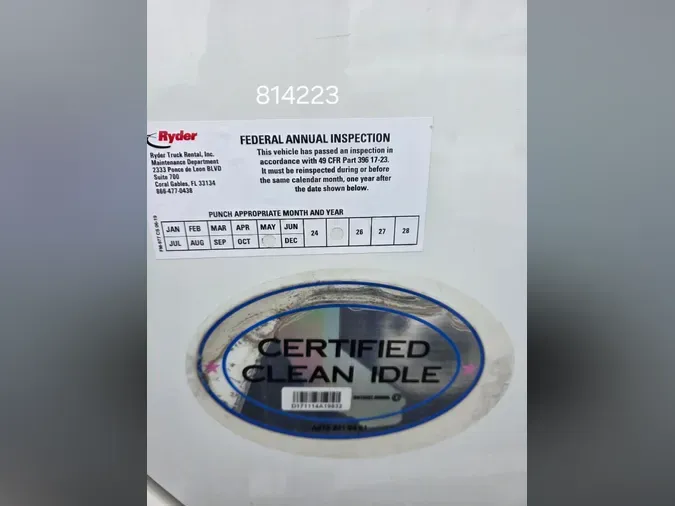 814223
Ryder
FEDERAL ANNUAL INSPECTION
Ryder Truck Rental, Inc.
Maintenance Department
2333 Ponce de Leon BLVD
Suite 700
Coral Gables, FL 33134
866-477-0438
This vehicle has passed an inspection in
accordance with 49 CFR Part 396 17-23.
It must be reinspected during or before
the same calendar month, one year after
the date shown below.
PUNCH APPROPRIATE MONTH AND YEAR
JAN FEB MAR APR MAY JUN 24 26 27 28
JUL AUG SEP OCT DEC
CERTIFIED
CLEAN IDLE